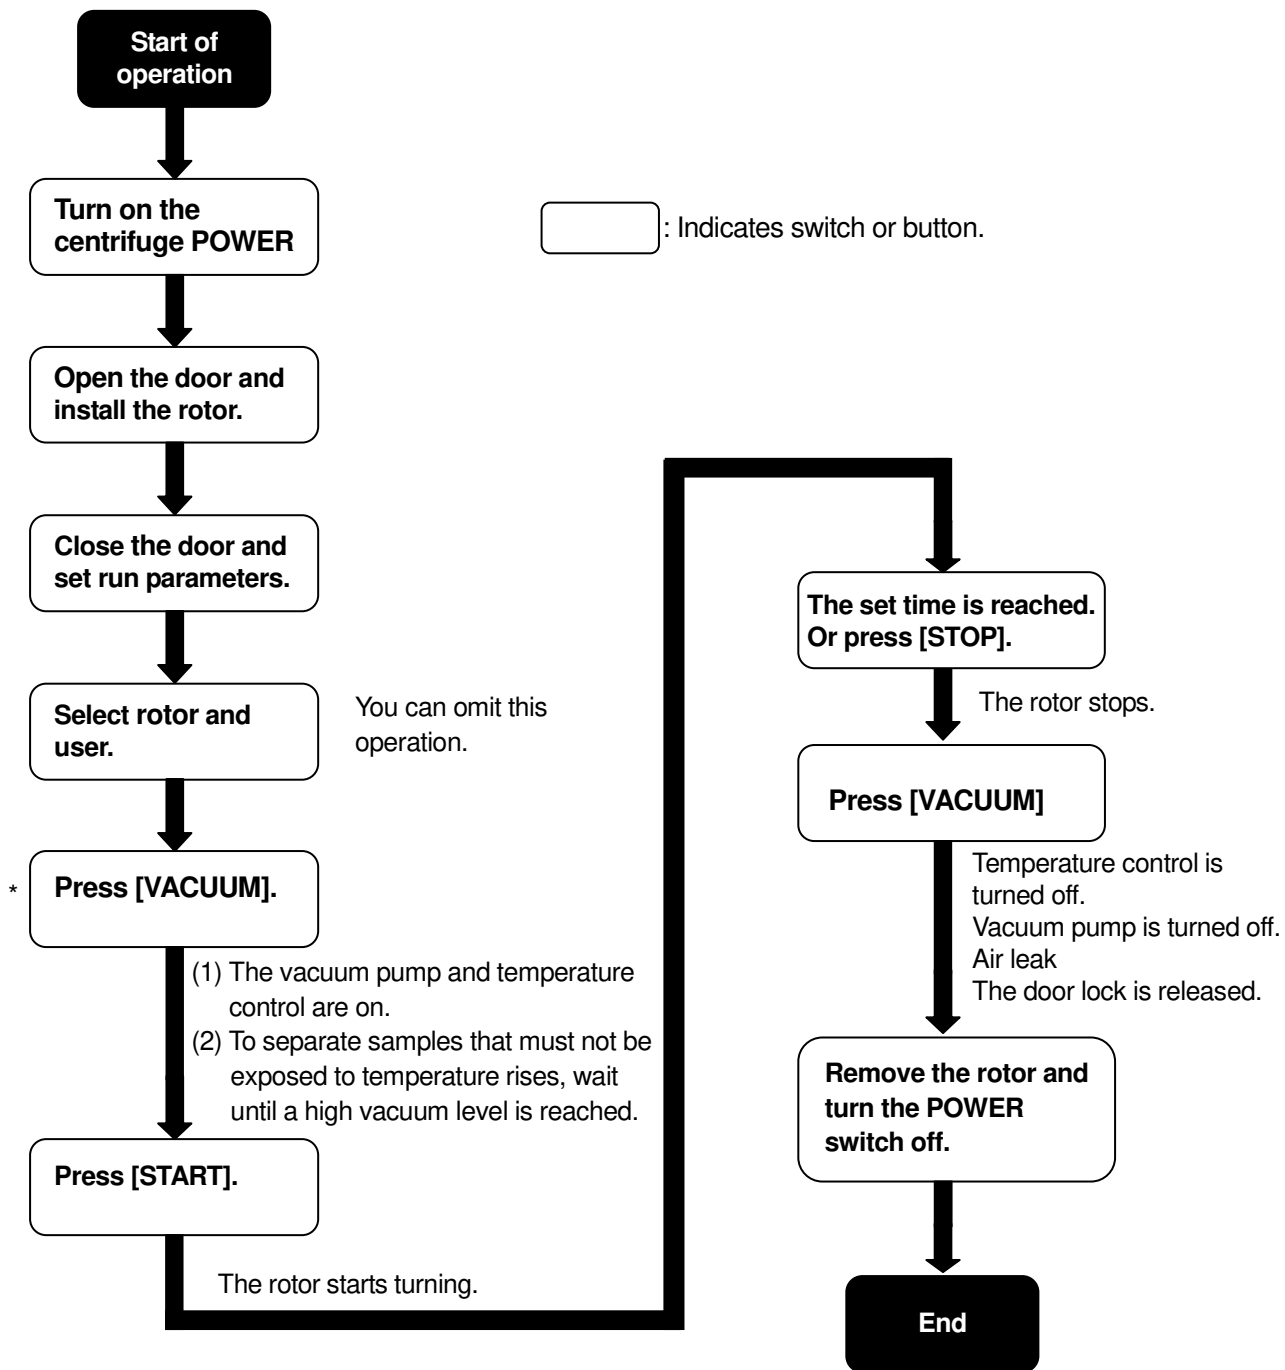 Start of
operation
Turn on the
centrifuge POWER
: Indicates switch or button.
Open the door and
install the rotor.
Close the door and
set run parameters.
Select rotor and
user.
You can omit this
operation.
*
Press [VACUUM].
(1) The vacuum pump and temperature
control are on.
(2) To separate samples that must not be
exposed to temperature rises, wait
until a high vacuum level is reached.
Press [START].
The rotor starts turning.
The set time is reached.
Or press [STOP].
The rotor stops.
Press [VACUUM]
Temperature control is
turned off.
Vacuum pump is turned off.
Air leak
The door lock is released.
Remove the rotor and
turn the POWER
switch off.
End